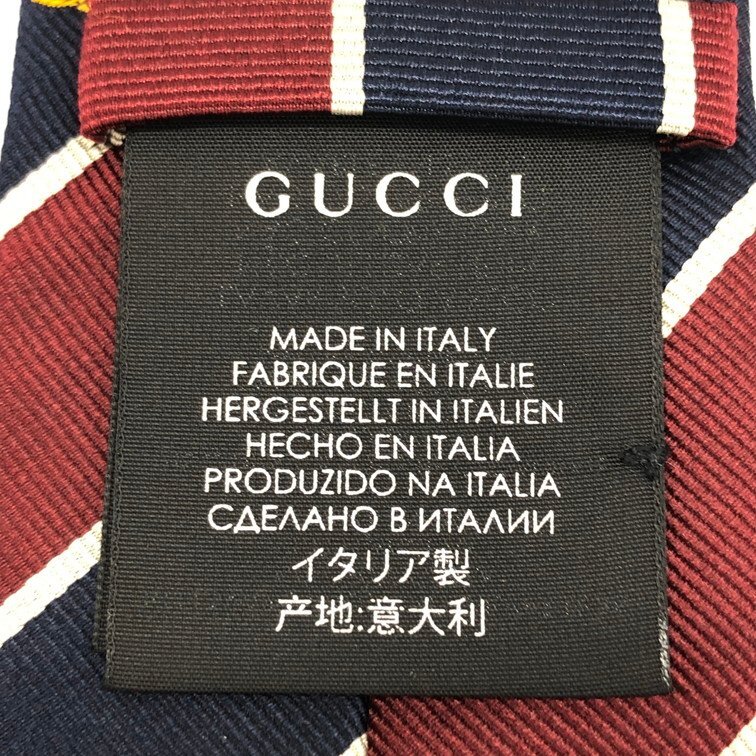 GUCCI
MADE IN ITALY
FABRIQUE EN ITALIE
HERGESTELLT IN ITALIEN
HECHO EN ITALIA
PRODUZIDO NA ITALIA
СДЕЛАНО В ИТАЛИИ
イタリア製
产地:意大利